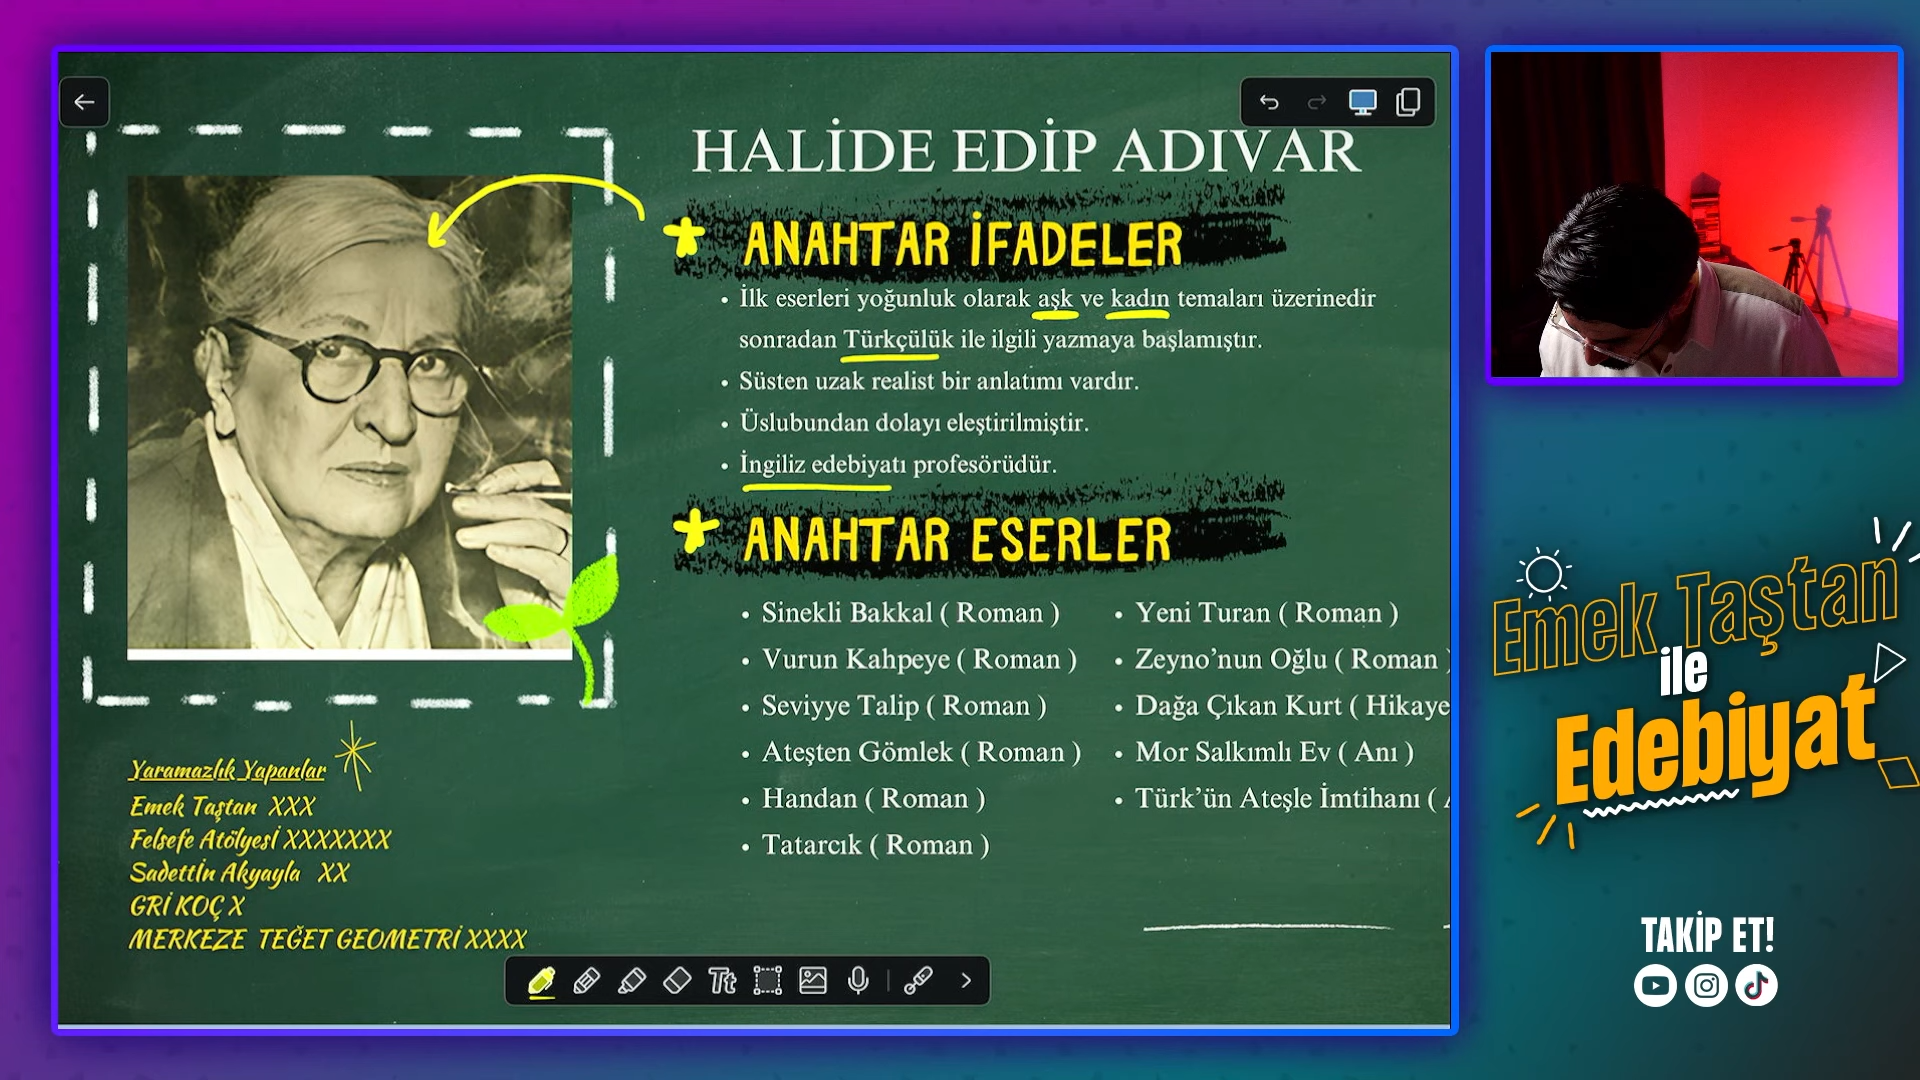 HALİDE EDİP ADIVAR
ANAHTAR İFADELER
• İlk eserleri yoğunluk olarak aşk ve kadın temaları üzerinedir
sonradan Türkçülük ile ilgili yazmaya başlamıştır.
• Süsten uzak realist bir anlatımı vardır.
• Üslubundan dolayı eleştirilmiştir.
• İngiliz edebiyatı profesörüdür.
ANAHTAR ESERLER
• Sinekli Bakkal ( Roman )
• Vurun Kahpeye ( Roman )
• Seviyye Talip ( Roman )
• Ateşten Gömlek ( Roman )
• Handan ( Roman )
• Tatarcık ( Roman )
• Yeni Turan ( Roman )
• Zeyno’nun Oğlu ( Roman )
• Dağa Çıkan Kurt ( Hikaye
• Mor Salkımlı Ev ( Anı )
• Türk’ün Ateşle İmtihanı (
Yaramazlık Yapanlar
Emek Taştan XXX
Felsefe Atölyesİ XXXXXXX
Sadettİn Akyayla XX
GRİ KOÇ X
MERKEZE TEĞET GEOMETRİ XXXX
Tt
Emek Taştan
ile
Edebiyat
TAKİP ET!